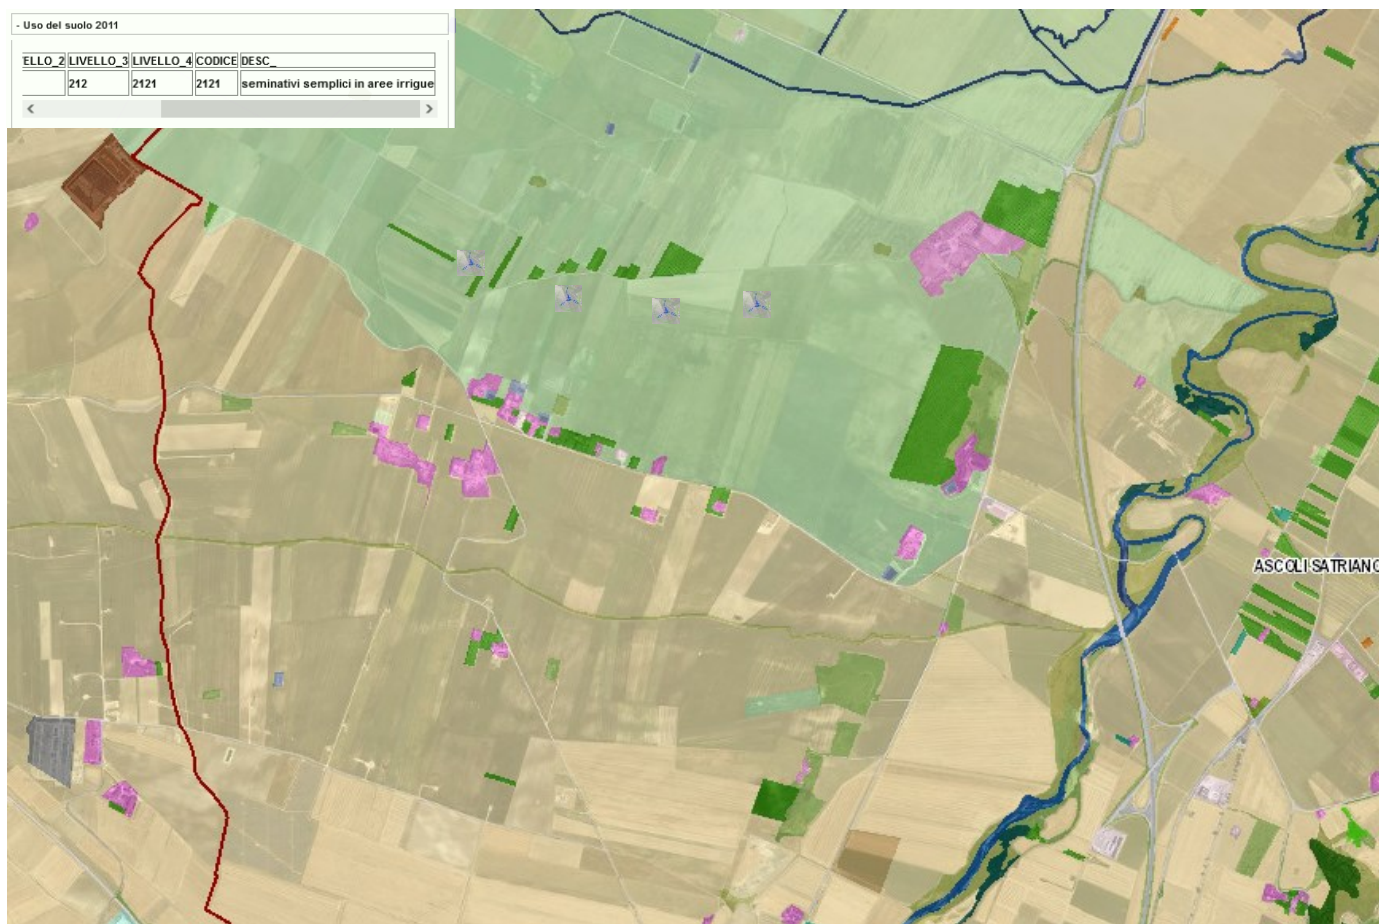 - Uso del suolo 2011
ELLO_2 LIVELLO_3 LIVELLO_4 CODICE DESC_
212 2121 2121 seminativi semplici in aree irrigue
ASCOLI SATRIANO